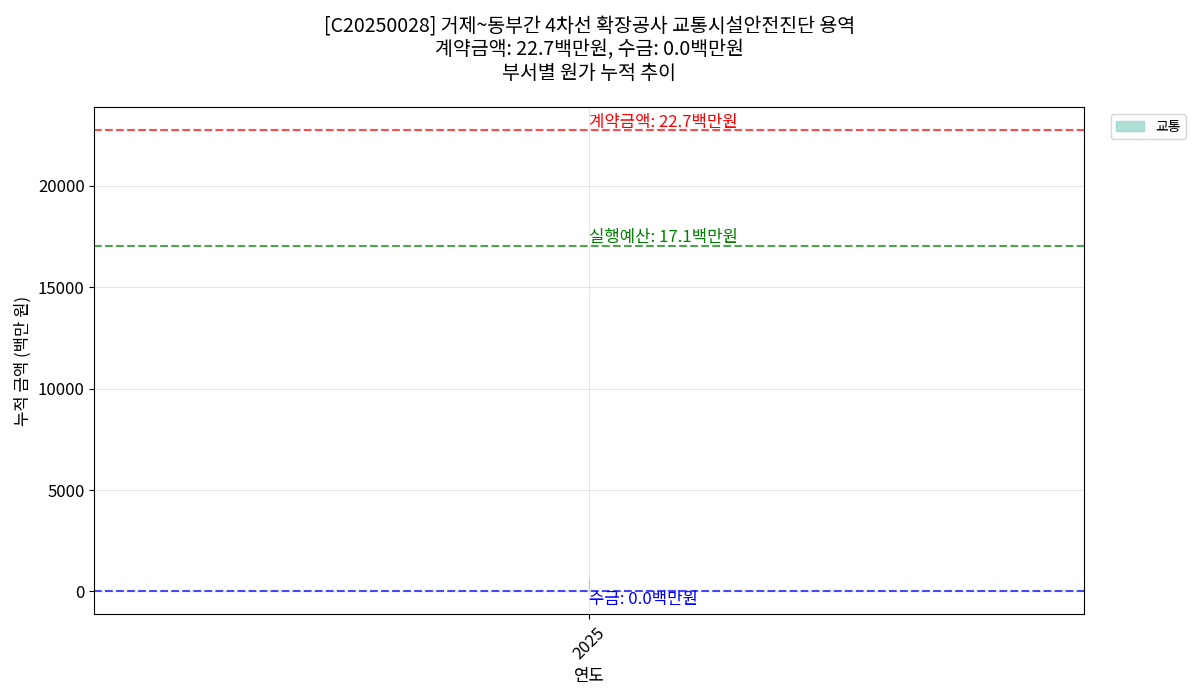 [C20250028] 거제~동부간 4차선 확장공사 교통시설안전진단 용역
계약금액: 22.7백만원, 수금: 0.0백만원
부서별 원가 누적 추이
계약금액: 22.7백만원
교통
20000
실행예산: 17.1백만원
15000
누적 금액 (백만 원)
10000
5000
0
수금: 0.0백만원
2025
연도